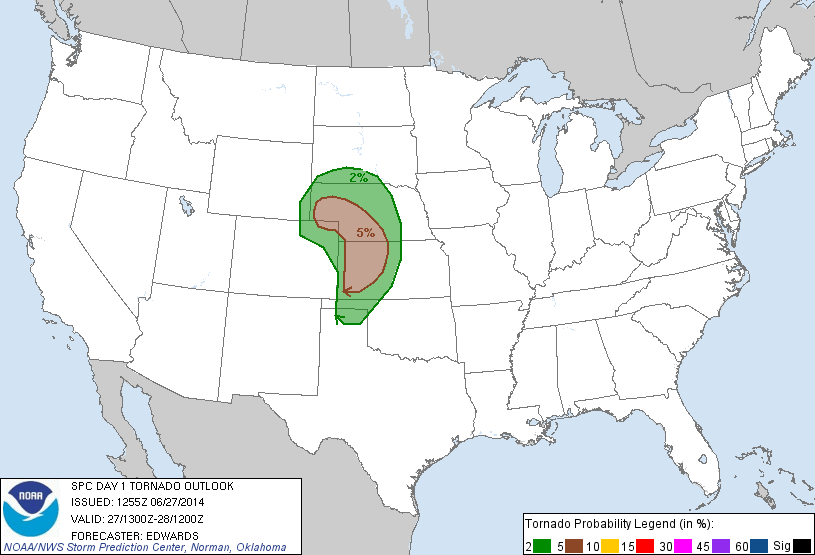 2%
5%
NOAA
SPC DAY 1 TORNADO OUTLOOK
ISSUED: 1255Z 06/27/2014
VALID: 27/1300Z-28/1200Z
FORECASTER: EDWARDS
NOAA/NWS Storm Prediction Center, Norman, Oklahoma
Tornado Probability Legend (in %):
2 5 10 15 30 45 60 Sig